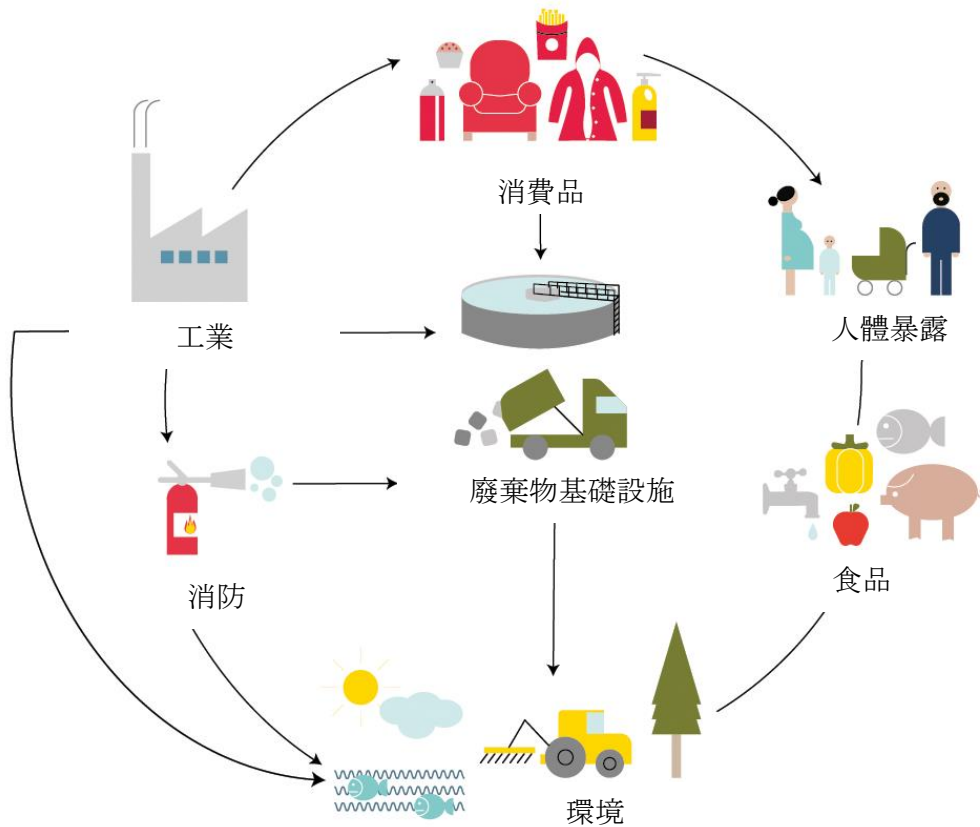 消費品
工業
人體暴露
廢棄物基礎設施
消防
食品
環境